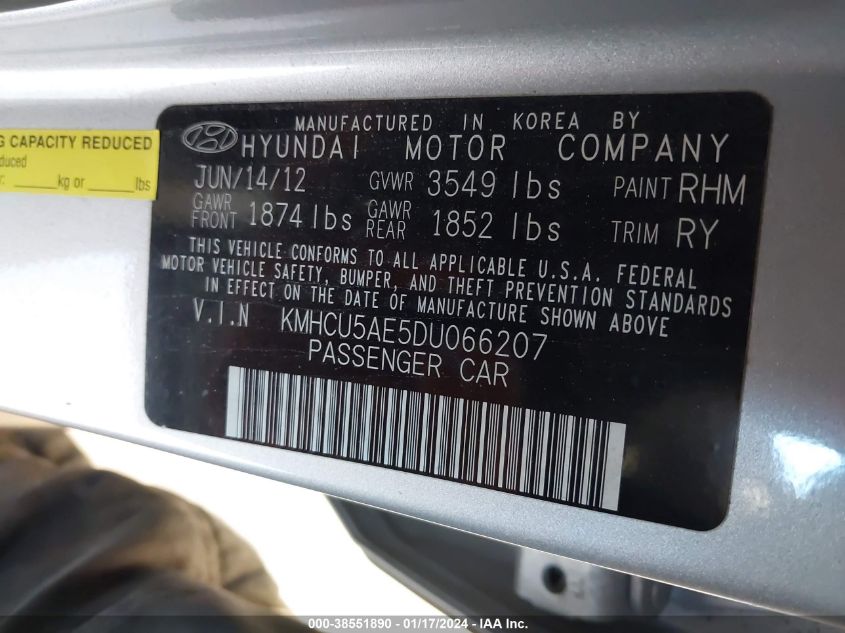 MANUFACTURED IN KOREA BY
HYUNDAI MOTOR COMPANY
JUN/14/12 GVWR 3549 lbs PAINT RHM
GAWR FRONT 1874 lbs GAWR REAR 1852 lbs TRIM RY
THIS VEHICLE CONFORMS TO ALL APPLICABLE U.S.A. FEDERAL
MOTOR VEHICLE SAFETY, BUMPER, AND THEFT PREVENTION STANDARDS
IN EFFECT ON THE DATE OF MANUFACTURE SHOWN ABOVE
V.I.N KMHCU5AE5DU066207
PASSENGER CAR
CAPACITY REDUCED
kg or ______lbs
000-38551890 - 01/17/2024 - IAA Inc.